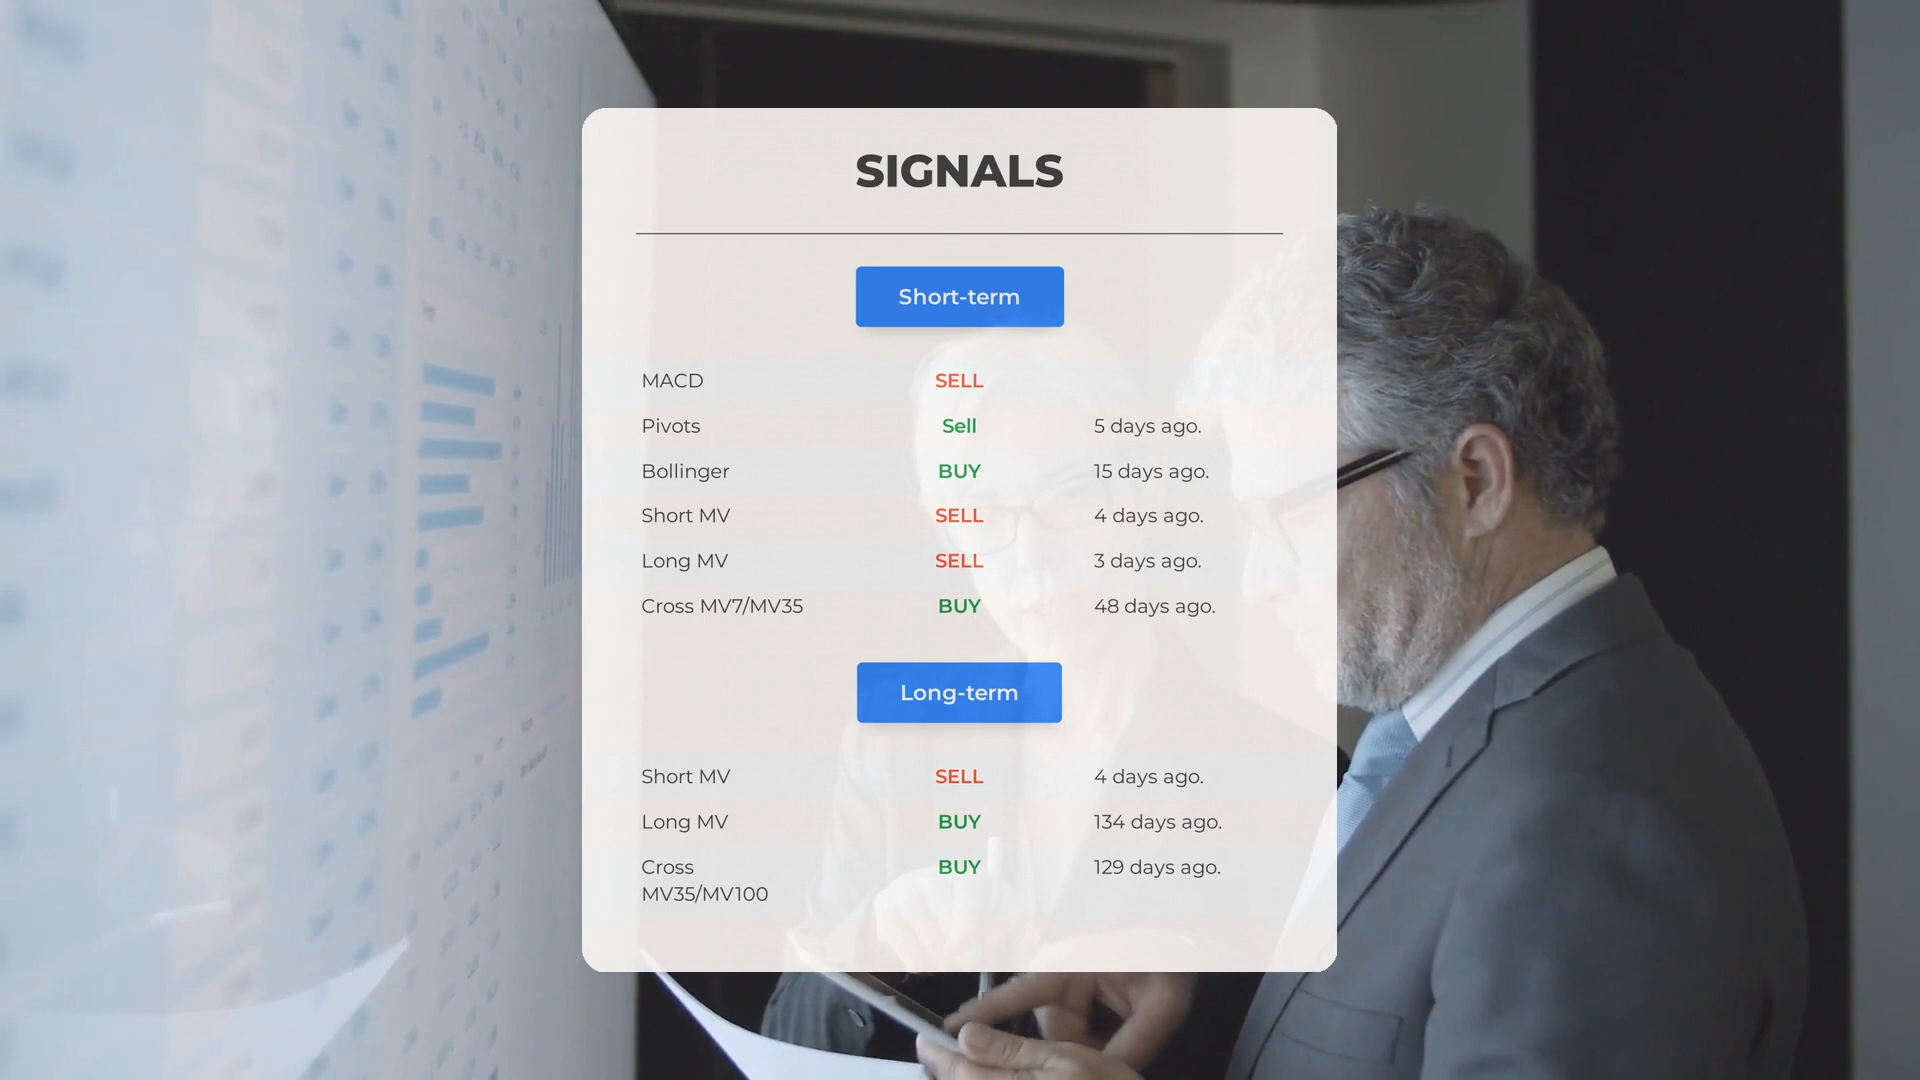 SIGNALS
Short-term
MACD SELL
Pivots Sell 5 days ago.
Bollinger BUY 15 days ago.
Short MV SELL 4 days ago.
Long MV SELL 3 days ago.
Cross MV7/MV35 BUY 48 days ago.
Long-term
Short MV SELL 4 days ago.
Long MV BUY 134 days ago.
Cross BUY 129 days ago.
MV35/MV100